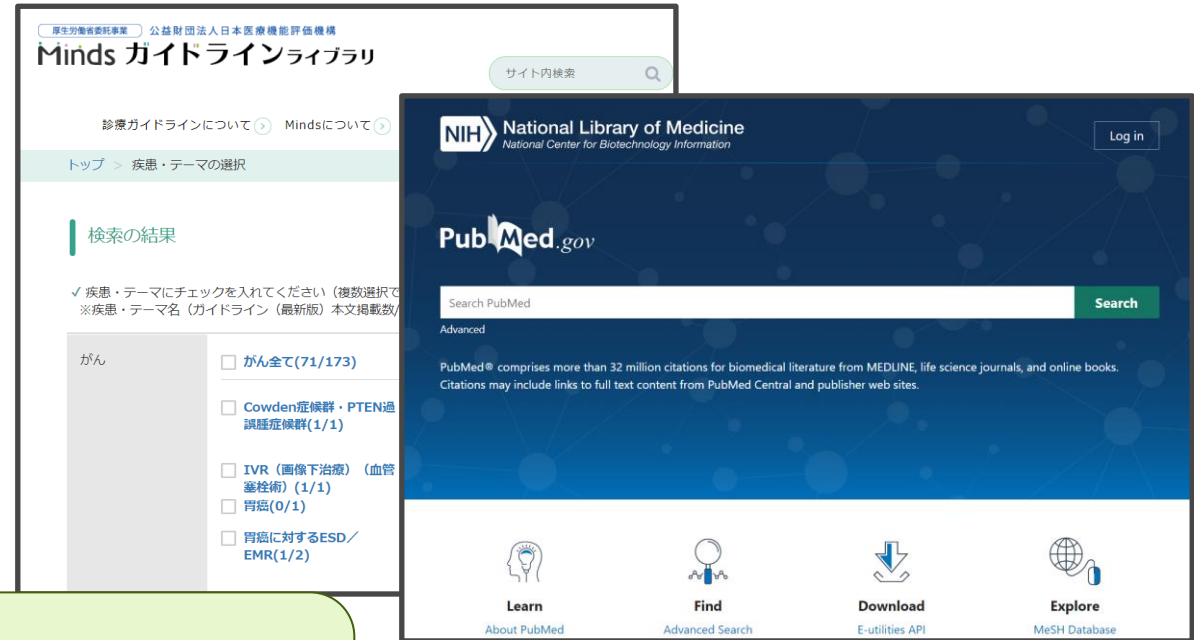 厚生労働省委託事業 公益財団法人日本医療機能評価機構
Minds ガイドラインライブラリ
サイト内検索
診療ガイドラインについて Mindsについて
トップ > 疾患・テーマの選択
検索の結果
✓ 疾患・テーマにチェックを入れてください（複数選択で
※疾患・テーマ名（ガイドライン（最新版）本文掲載数/
がん
がん全て(71/173)
Cowden症候群・PTEN過
誤腫症候群(1/1)
IVR（画像下治療）（血管
塞栓術）(1/1)
胃癌(0/1)
胃癌に対するESD／
EMR(1/2)
NIH National Library of Medicine
National Center for Biotechnology Information
Log in
PubMed.gov
Search PubMed
Search
Advanced
PubMed® comprises more than 32 million citations for biomedical literature from MEDLINE, life science journals, and online books.
Citations may include links to full text content from PubMed Central and publisher web sites.
Learn
About PubMed
Find
Advanced Search
Download
E-utilities API
Explore
MeSH Database